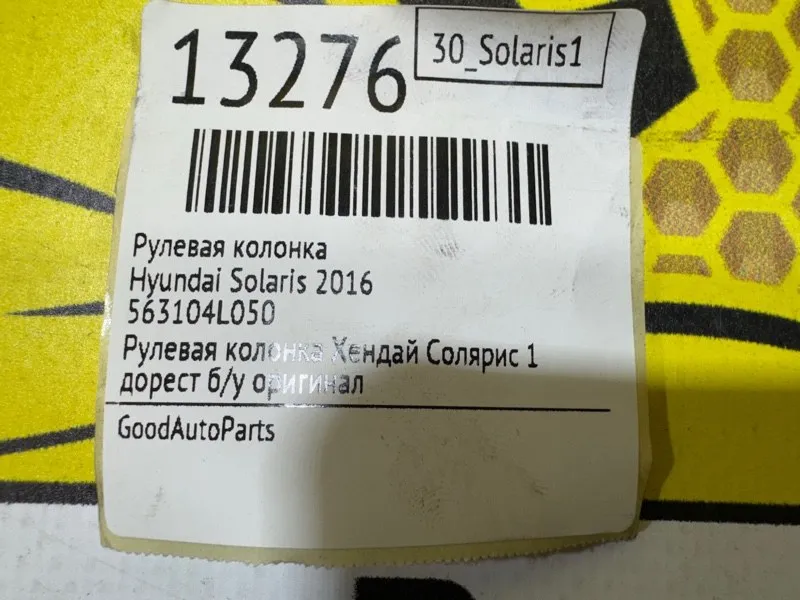 13276
30_Solaris1
Рулевая колонка
Hyundai Solaris 2016
563104L050
Рулевая колонка Хендай Солярис 1
дорест б/у оригинал
GoodAutoParts